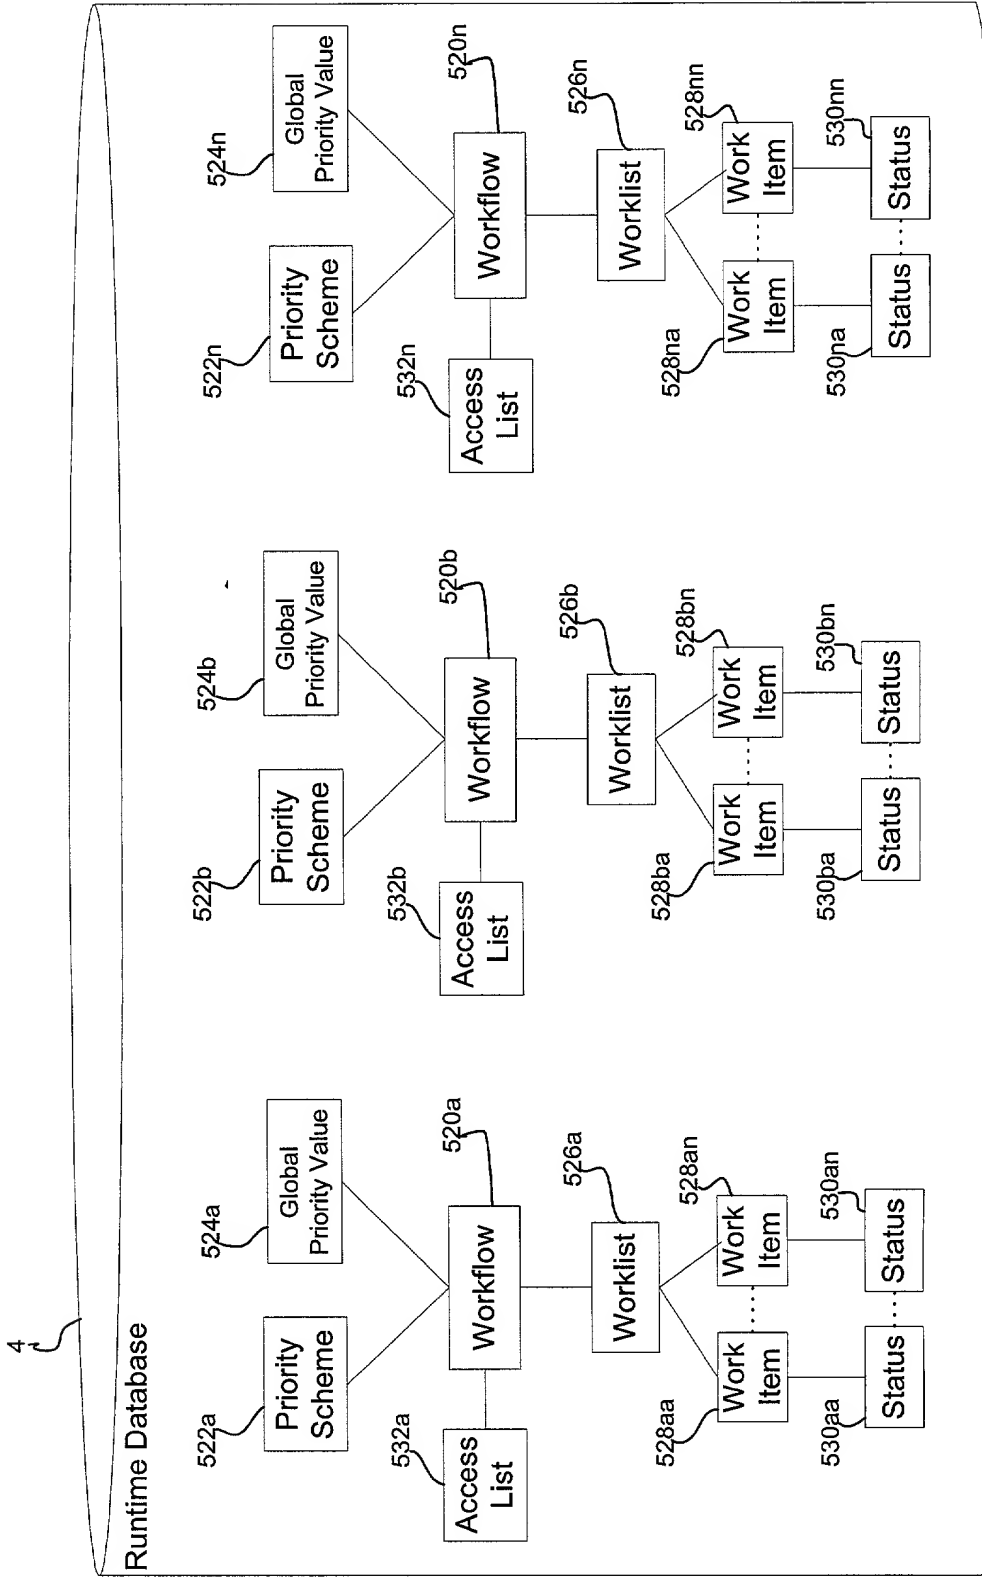 4
Runtime Database
522a
Priority
Scheme
524a
Global
Priority Value
532a
Access
List
520a
Workflow
526a
Worklist
528aa
Work
Item
528an
Work
Item
530aa
Status
530an
Status
522b
Priority
Scheme
524b
Global
Priority Value
532b
Access
List
520b
Workflow
526b
Worklist
528ba
Work
Item
528bn
Work
Item
530ba
Status
530bn
Status
522n
Priority
Scheme
524n
Global
Priority Value
532n
Access
List
520n
Workflow
526n
Worklist
528na
Work
Item
528nn
Work
Item
530na
Status
530nn
Status